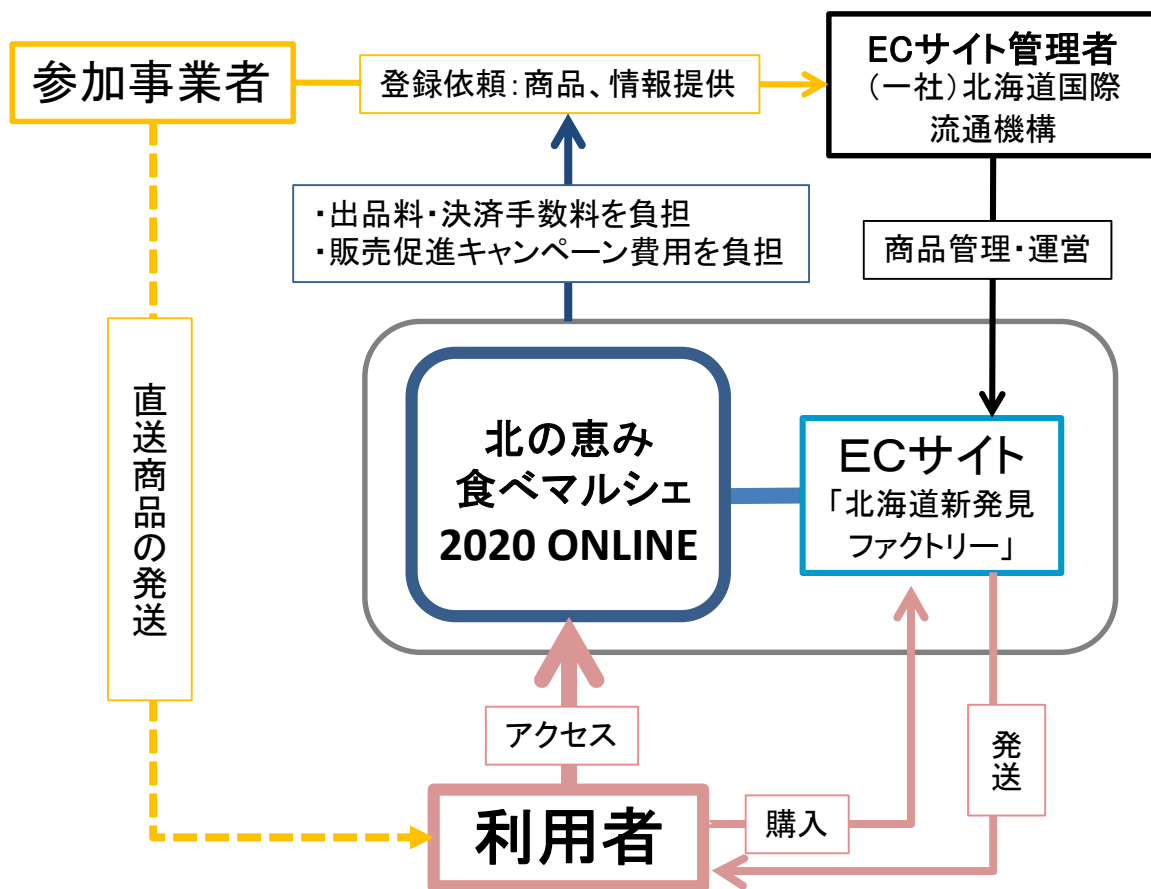 参加事業者
登録依頼：商品、情報提供
ECサイト管理者
（一社）北海道国際
流通機構
・出品料・決済手数料を負担
・販売促進キャンペーン費用を負担
商品管理・運営
直送商品の発送
北の恵み
食べマルシェ
2020 ONLINE
ECサイト
「北海道新発見
ファクトリー」
アクセス
発送
利用者
購入